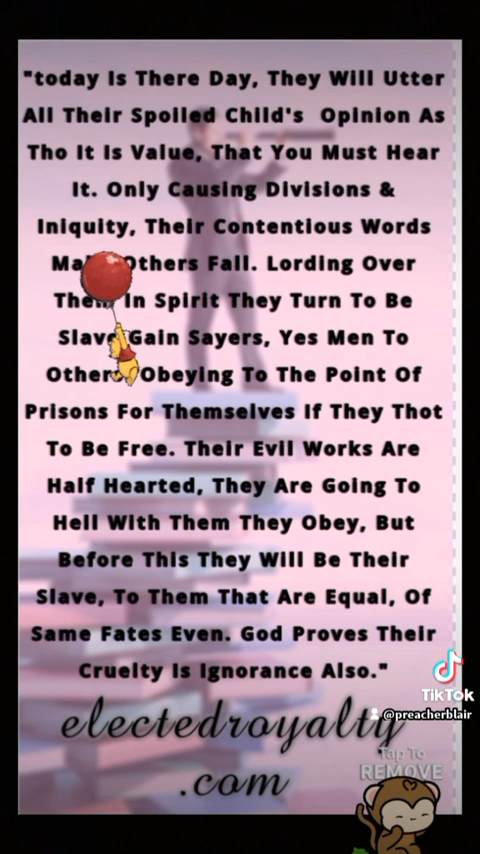 "today Is There Day, They Will Utter
All Their Spoiled Child's Opinion As
Tho It Is Value, That You Must Hear
It. Only Causing Divisions &
Iniquity, Their Contentious Words
Others Fall. Lording Over
In Spirit They Turn To Be
Slave Gain Sayers, Yes Men To
Obeying To The Point Of
Prisons For Themselves If They Thot
To Be Free. Their Evil Works Are
Half Hearted, They Are Going To
Hell With Them They Obey, But
Before This They Will Be Their
Slave, To Them That Are Equal, Of
Same Fates Even. God Proves Their
Cruelty Is Ignorance Also."
electedroyalty
.com
TikTok
@preacherblair
Tap To
REMOVE